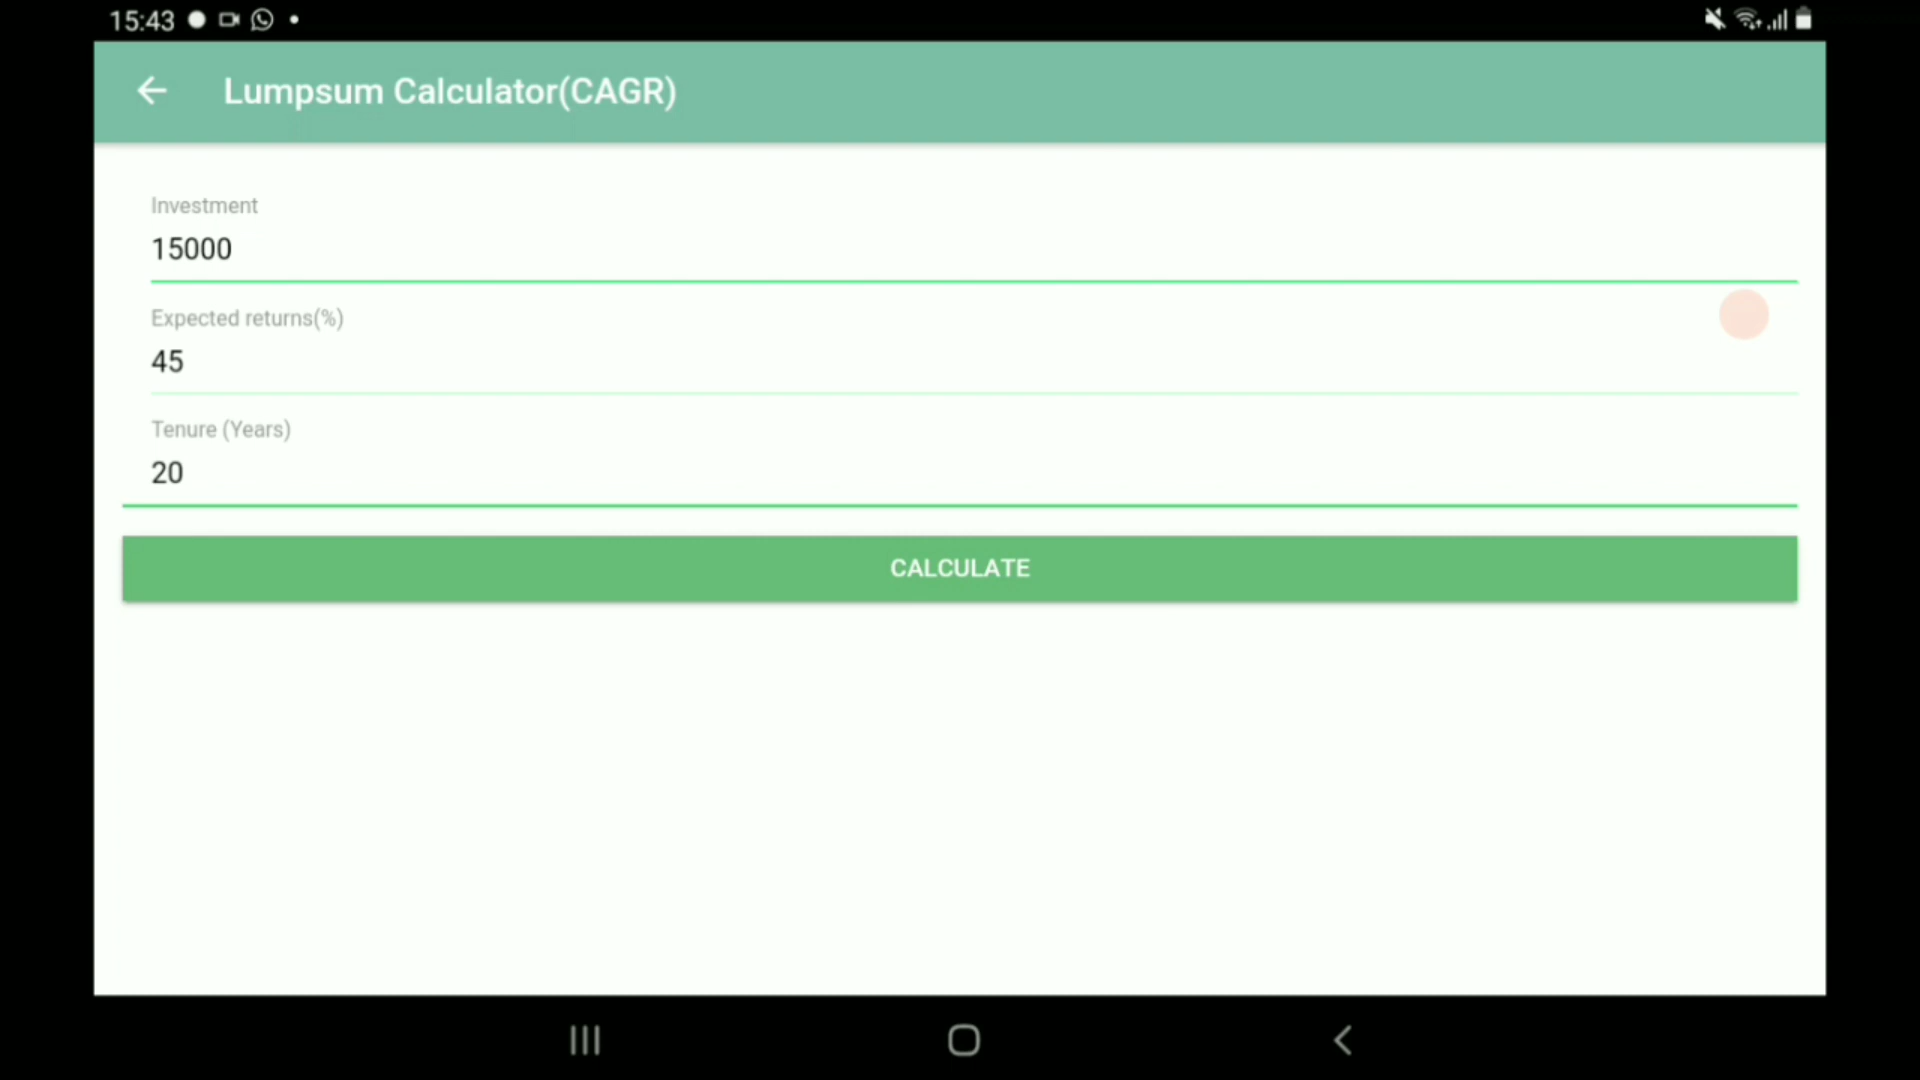 15:43
Lumpsum Calculator(CAGR)
Investment
15000
Expected returns(%)
45
Tenure (Years)
20
CALCULATE